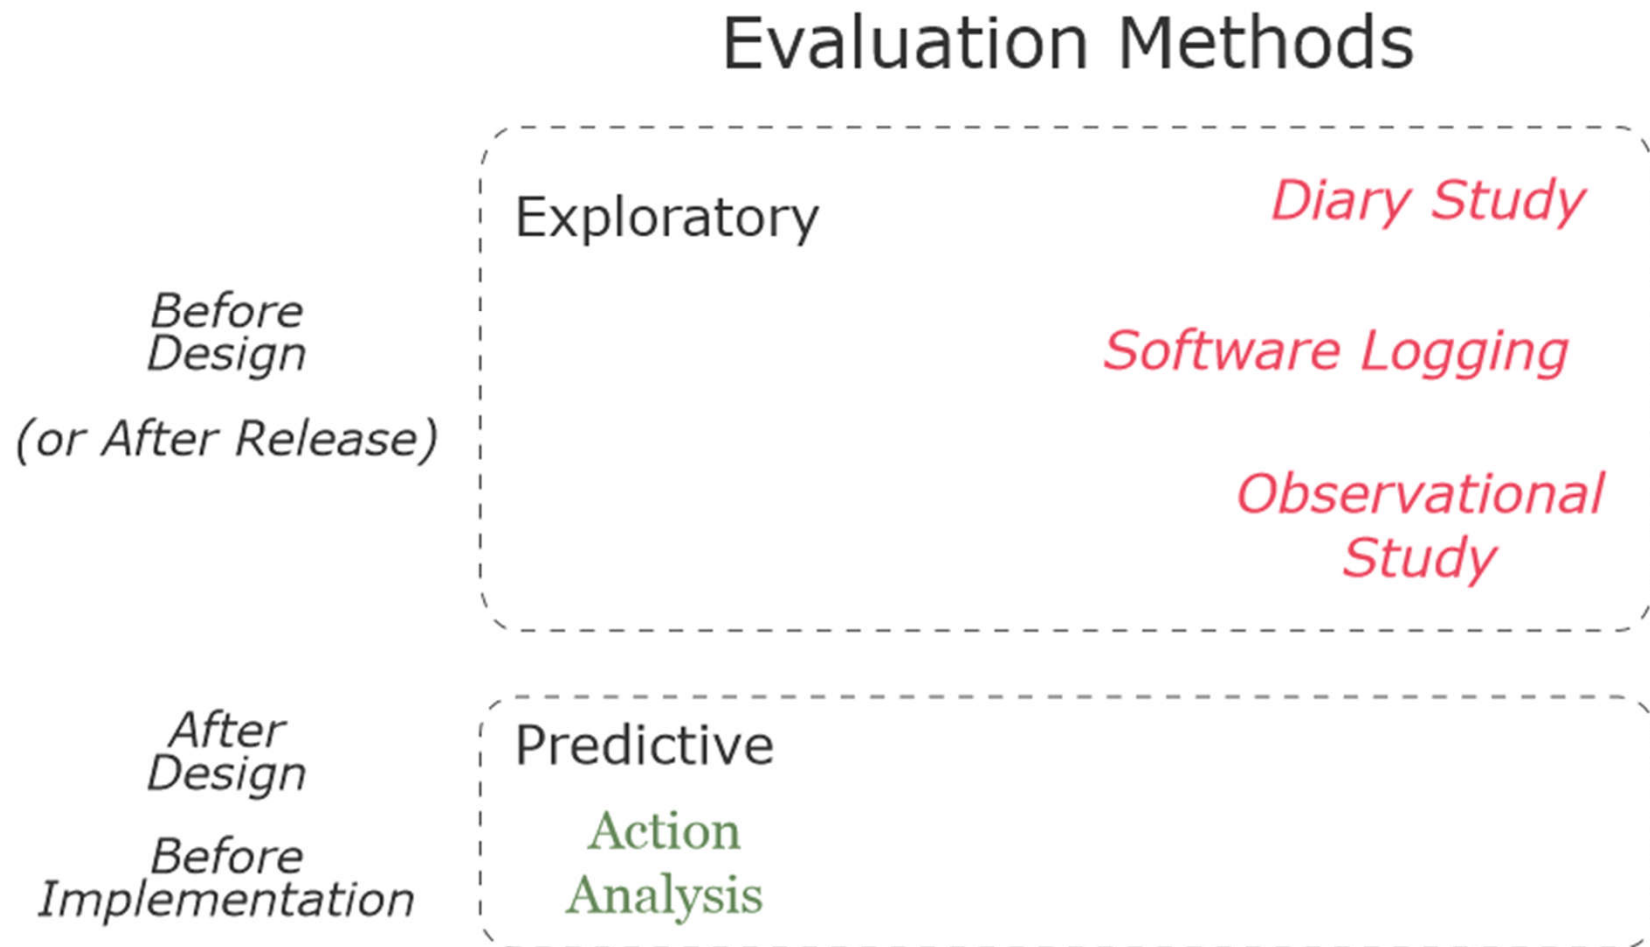 Evaluation Methods
Exploratory
Diary Study
Before
Design
(or After Release)
Software Logging
Observational
Study
After
Design
Before
Implementation
Predictive
Action
Analysis